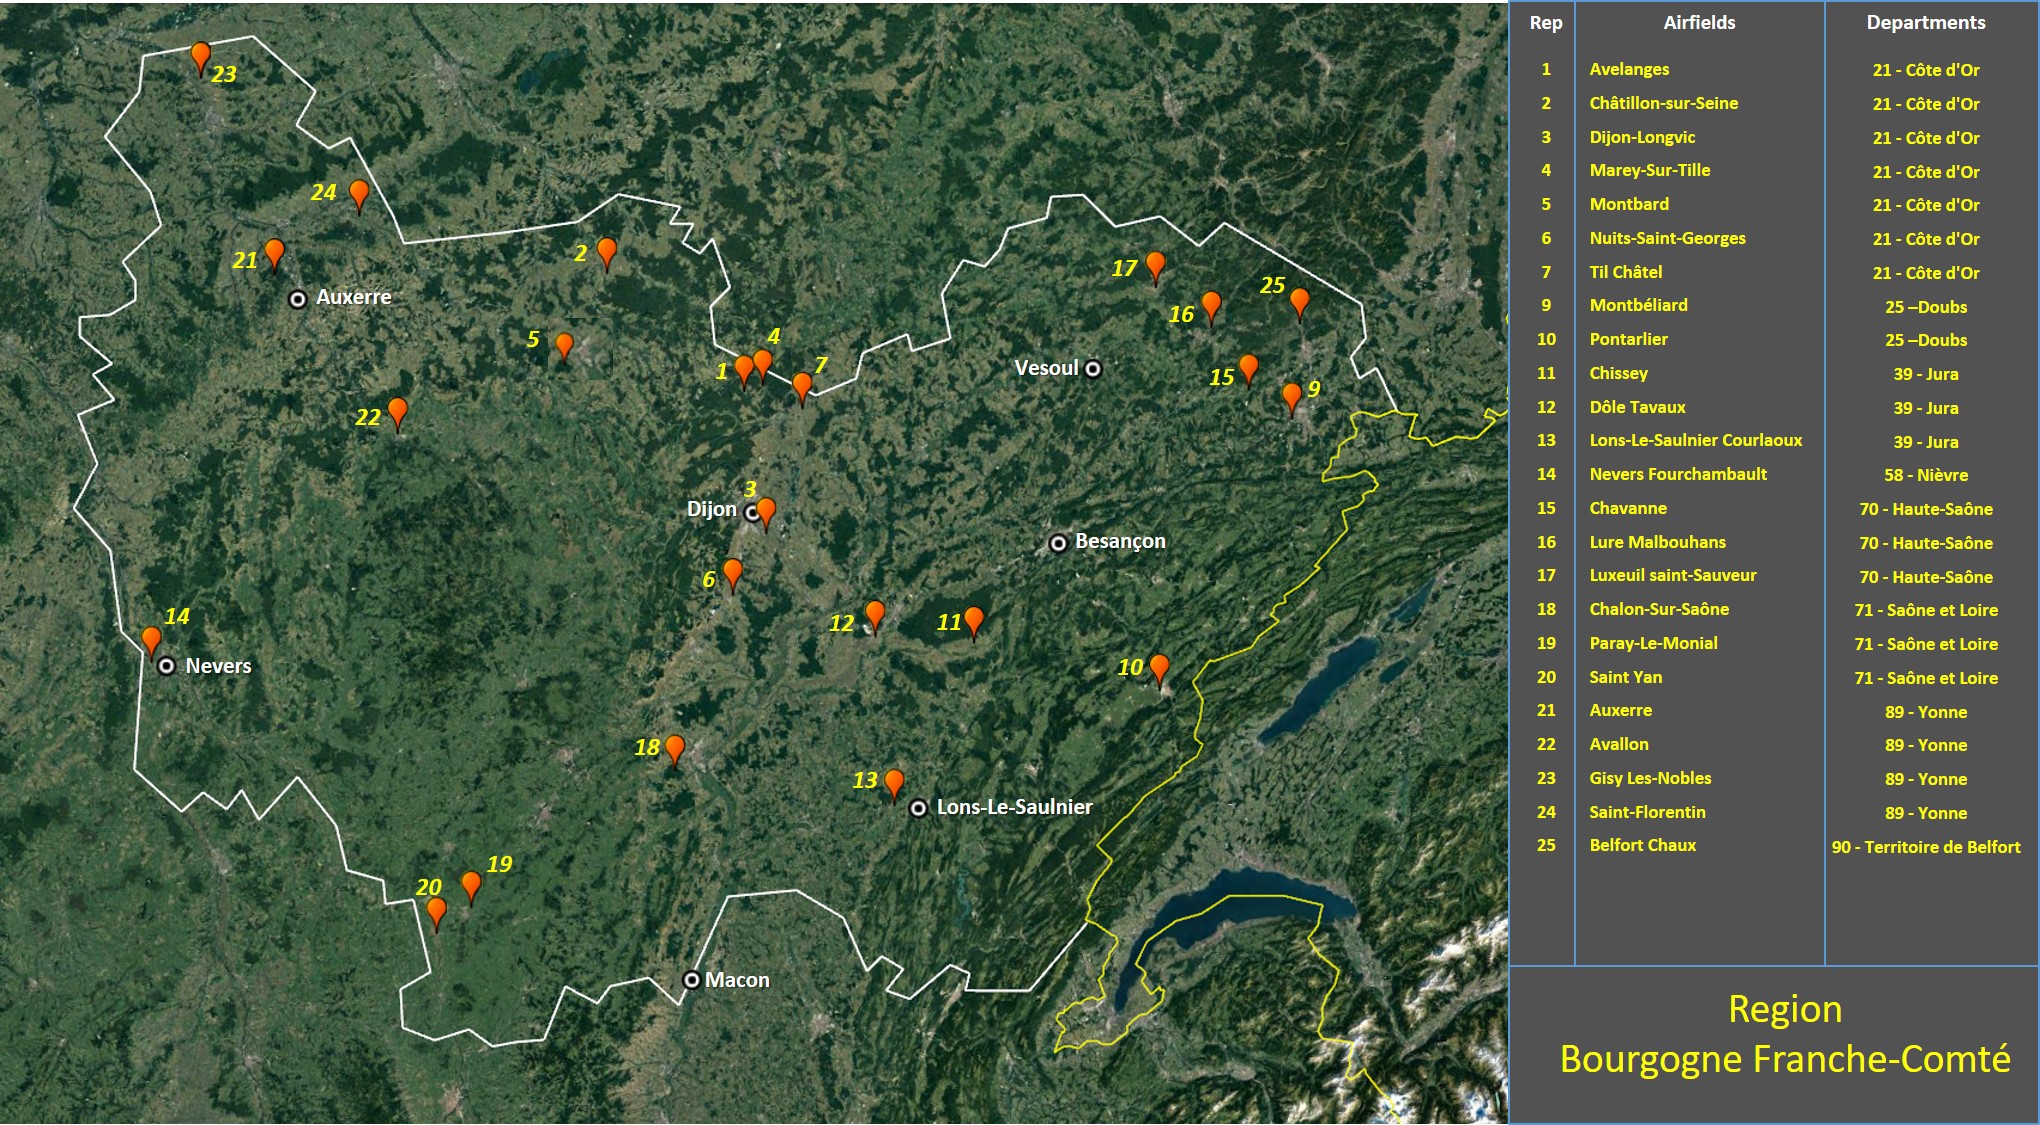 23
24
21
Auxerre
2
5
22
4
1
7
17
25
16
Vesoul
15
9
3
Dijon
Besançon
6
14
12
11
Nevers
10
18
13
Lons-Le-Saulnier
19
20
Macon
Rep Airfields Departments
1 Avelanges 21 - Côte d'Or
2 Châtillon-sur-Seine 21 - Côte d'Or
3 Dijon-Longvic 21 - Côte d'Or
4 Marey-Sur-Tille 21 - Côte d'Or
5 Montbard 21 - Côte d'Or
6 Nuits-Saint-Georges 21 - Côte d'Or
7 Til Châtel 21 - Côte d'Or
9 Montbéliard 25 –Doubs
10 Pontarlier 25 –Doubs
11 Chissey 39 - Jura
12 Dôle Tavaux 39 - Jura
13 Lons-Le-Saulnier Courlaoux 39 - Jura
14 Nevers Fourchambault 58 - Nièvre
15 Chavanne 70 - Haute-Saône
16 Lure Malbouhans 70 - Haute-Saône
17 Luxeuil saint-Sauveur 70 - Haute-Saône
18 Chalon-Sur-Saône 71 - Saône et Loire
19 Paray-Le-Monial 71 - Saône et Loire
20 Saint Yan 71 - Saône et Loire
21 Auxerre 89 - Yonne
22 Avallon 89 - Yonne
23 Gisy Les-Nobles 89 - Yonne
24 Saint-Florentin 89 - Yonne
25 Belfort Chaux 90 - Territoire de Belfort
Region
Bourgogne Franche-Comté